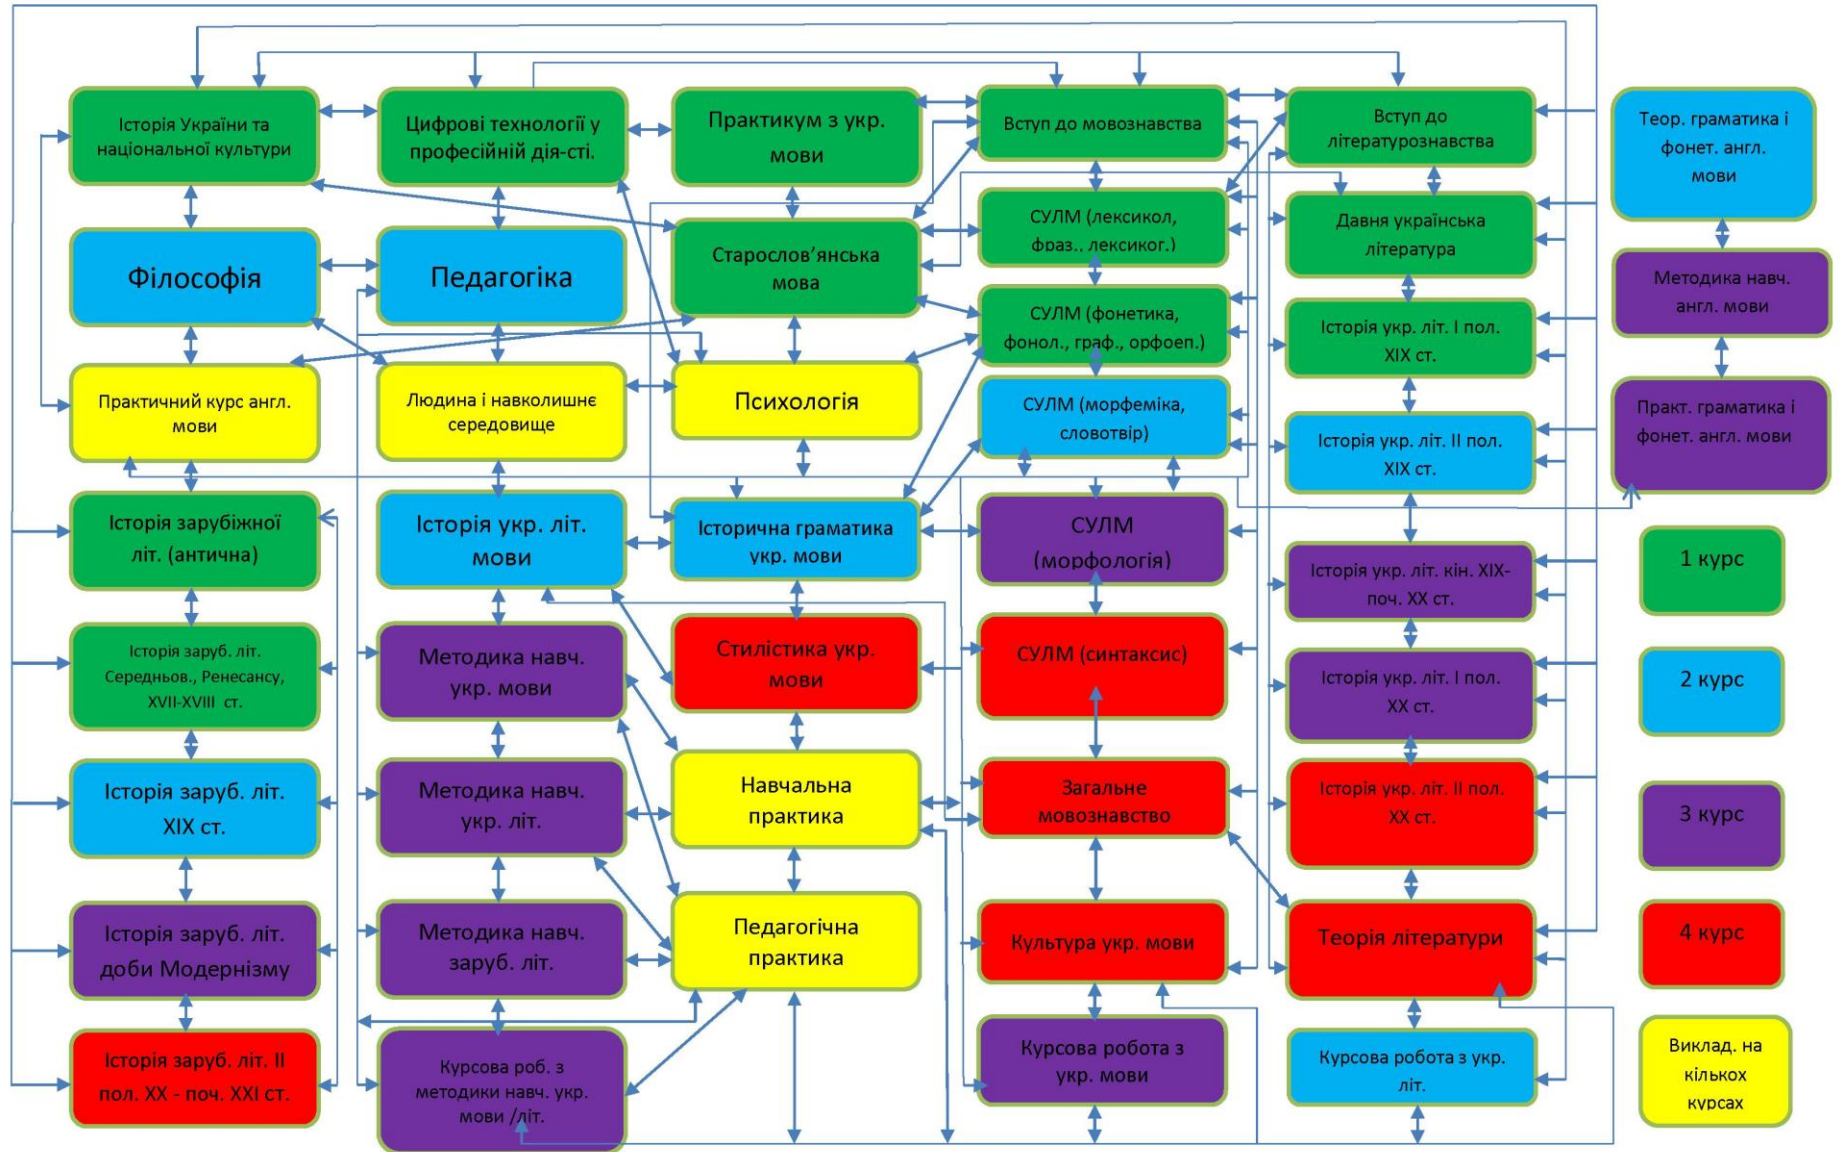 Історія України та
національної культури
Цифрові технології у
професійній дія-сті.
Практикум з укр.
мови
Вступ до мовознавства
Вступ до
літературознавства
Теор. граматика і
фонет. англ.
мови
Філософія
Педагогіка
Старослов’янська
мова
СУЛМ (лексикол,
фраз., лексиког.)
Давня українська
література
Методика навч.
англ. мови
СУЛМ (фонетика,
фонол., граф., орфоеп.)
Історія укр. літ. І пол.
XIX ст.
Практичний курс англ.
мови
Людина і навколишнє
середовище
Психологія
СУЛМ (морфеміка,
словотвір)
Історія укр. літ. ІІ пол.
XIX ст.
Практ. граматика і
фонет. англ. мови
Історія зарубіжної
літ. (антична)
Історія укр. літ.
мови
Історична граматика
укр. мови
СУЛМ
(морфологія)
Історія укр. літ. кін. XIX-
поч. XX ст.
1 курс
Історія заруб. літ.
Середньов., Ренесансу,
XVII-XVIII ст.
Методика навч.
укр. мови
Стилістика укр.
мови
СУЛМ (синтаксис)
Історія укр. літ. І пол.
XX ст.
2 курс
Історія заруб. літ.
XIX ст.
Методика навч.
укр. літ.
Навчальна
практика
Загальне
мовознавство
Історія укр. літ. ІІ пол.
XX ст.
3 курс
Історія заруб. літ.
доби Модернізму
Методика навч.
заруб. літ.
Педагогічна
практика
Культура укр. мови
Теорія літератури
4 курс
Історія заруб. літ. ІІ
пол. XX - поч. XXI ст.
Курсова роб. з
методики навч. укр.
мови /літ.
Курсова робота з
укр. мови
Курсова робота з укр.
літ.
Виклад. на
кількох
курсах